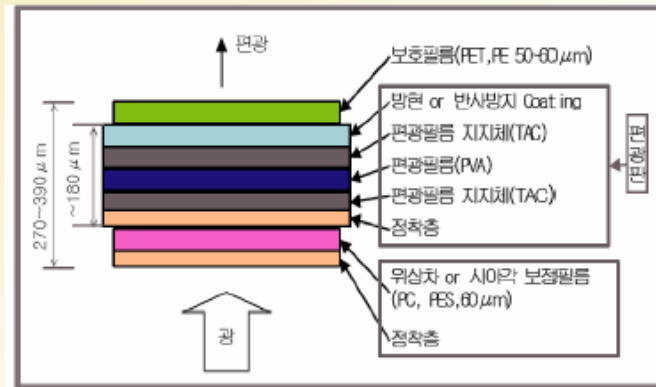 편광
보호필름(PET,PE 50-60㎛)
방현 or 반사방지 Coating
편광필름 지지체(TAC)
편광필름(PVA)
편광필름 지지체(TAC)
점착층
편광판
위상차 or 시야각 보정필름
(PC, PES,60㎛)
점착층
270~390㎛
~180㎛
광